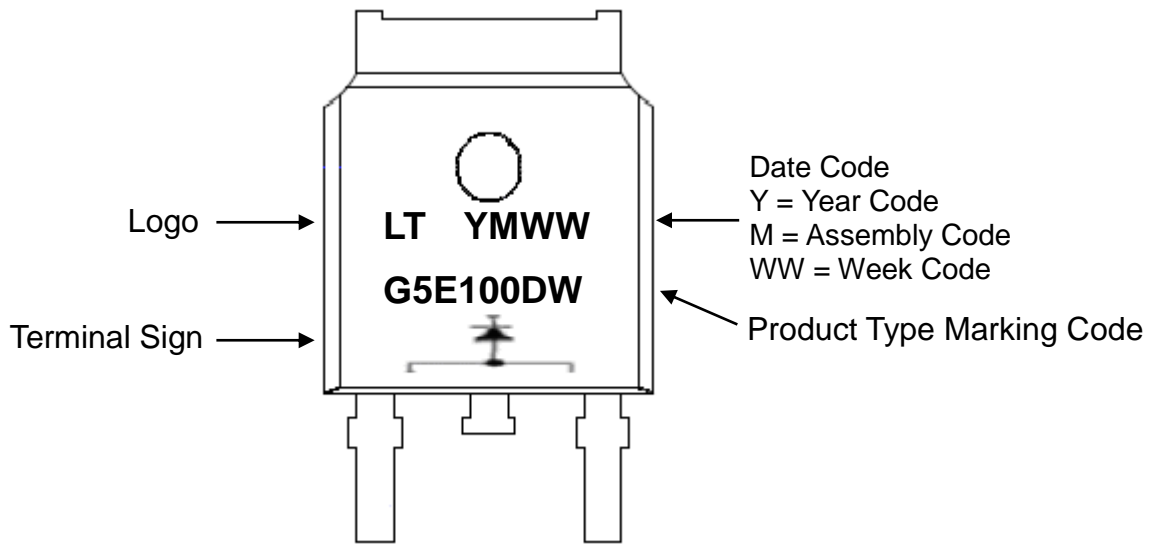 Logo
LT YMWW
Date Code
Y = Year Code
M = Assembly Code
WW = Week Code
G5E100DW
Terminal Sign
Product Type Marking Code